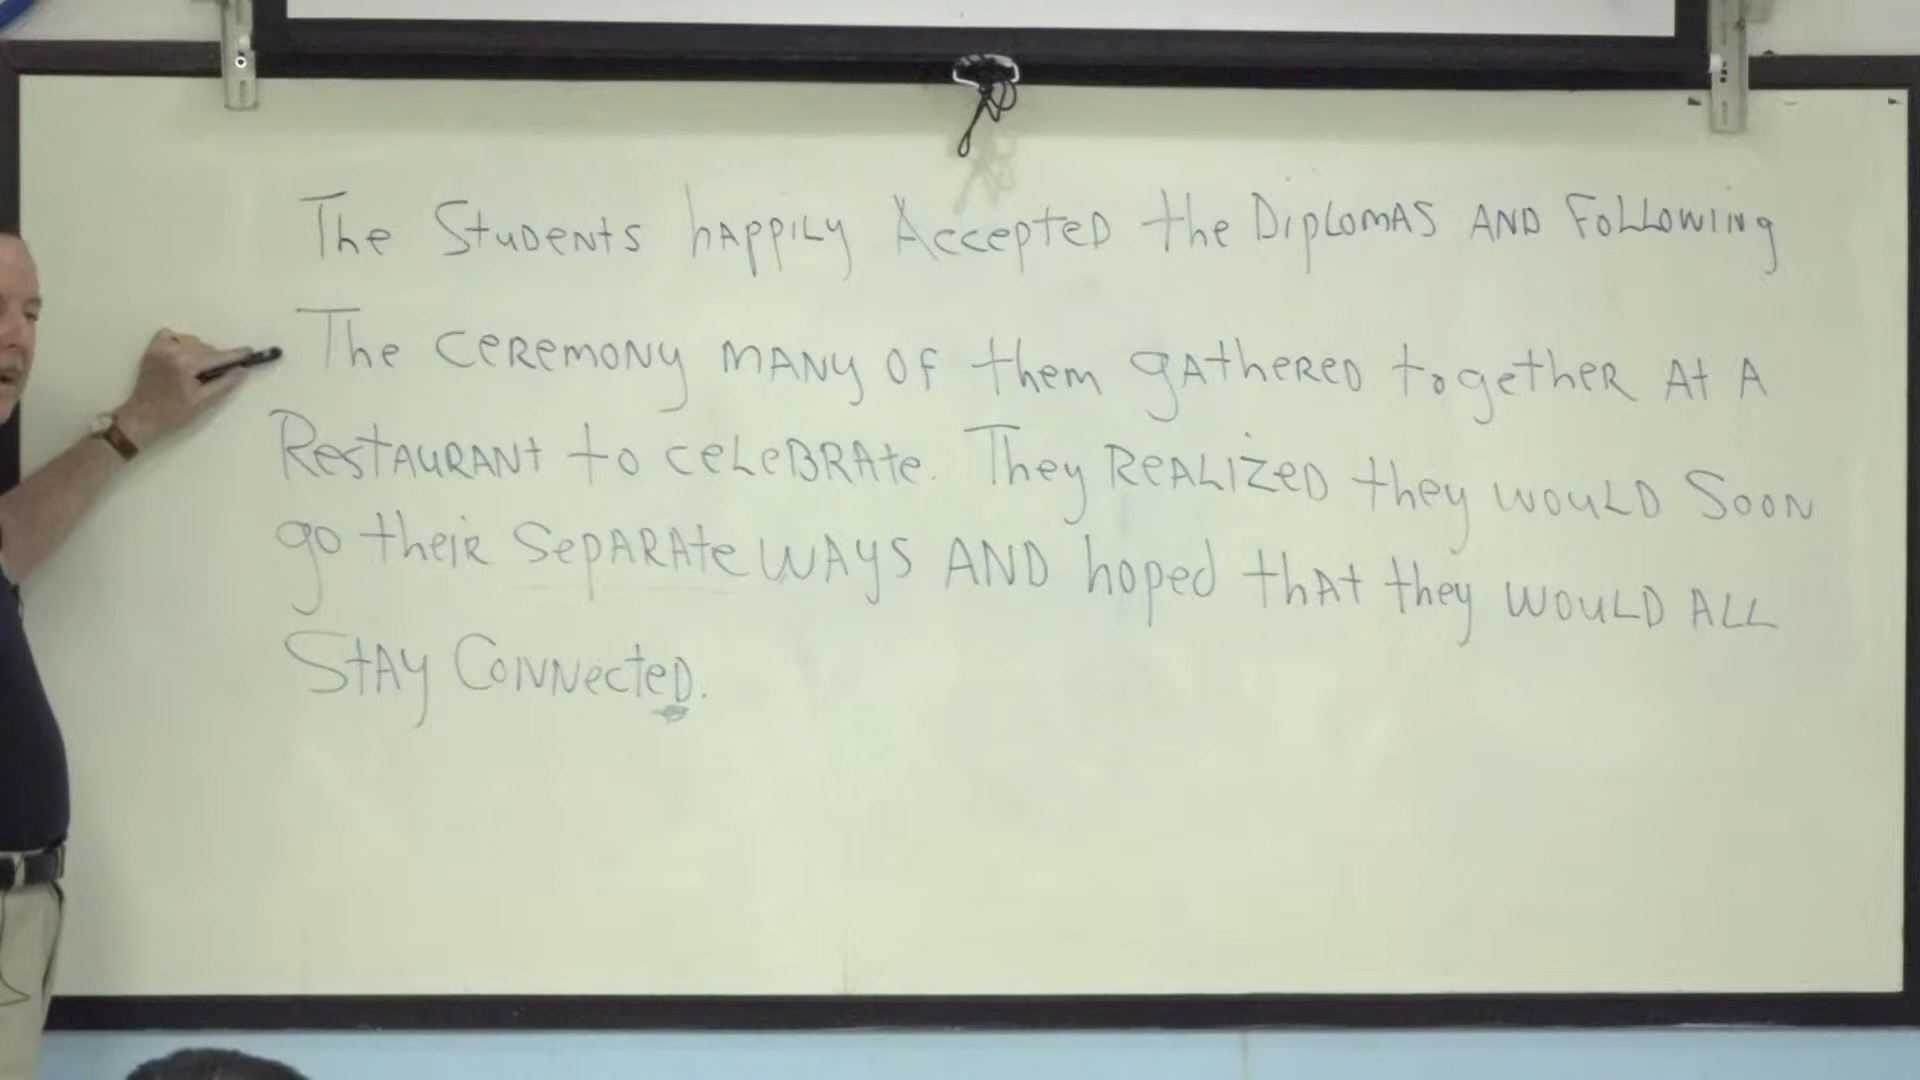 The Students happily Accepted the Diplomas AND Following
The ceremony many of them gathered together At A
Restaurant to celebrate. They Realized they would Soon
go their Separate ways AND hoped that they would all
Stay Connected.